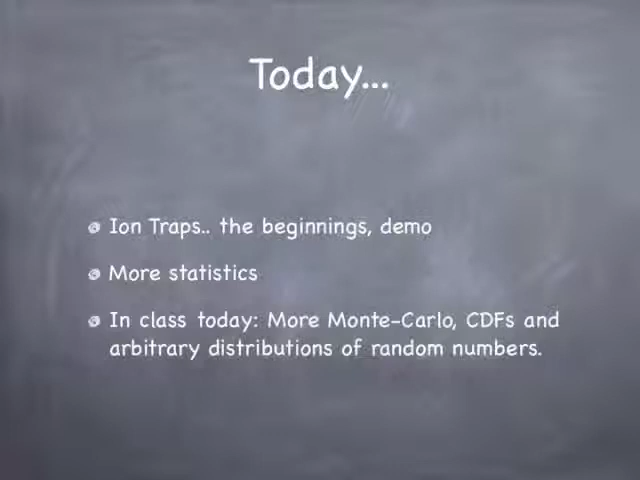 Today...
Ion Traps.. the beginnings, demo
More statistics
In class today: More Monte-Carlo, CDFs and
arbitrary distributions of random numbers.